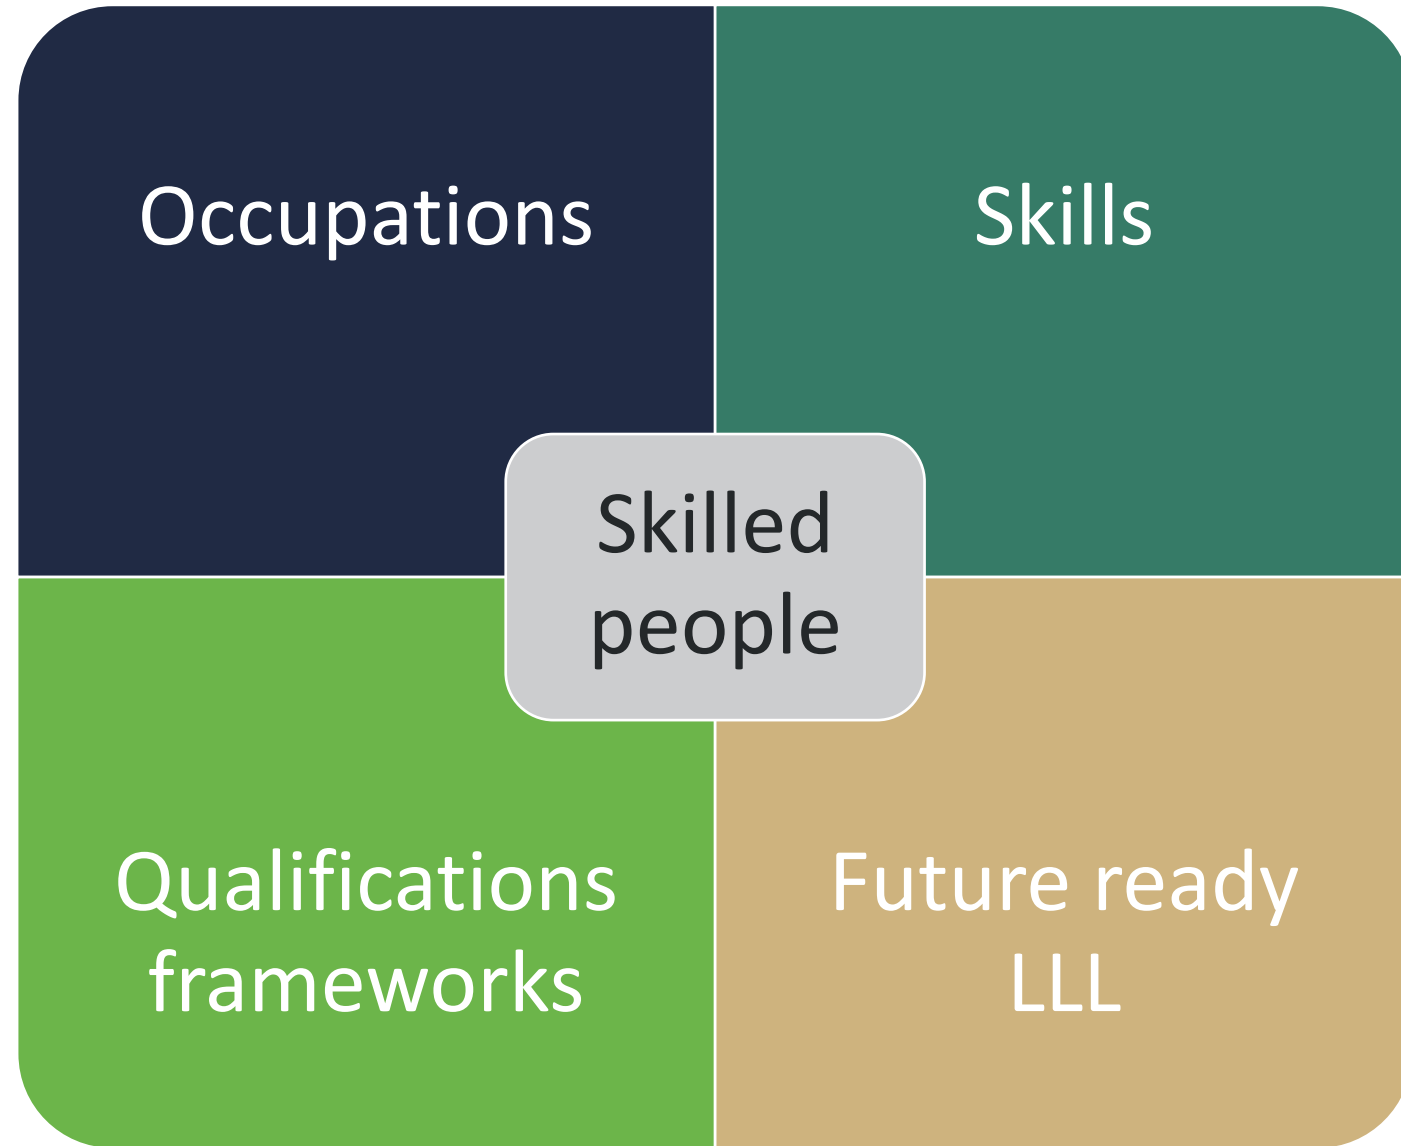 Occupations
Skills
Skilled
people
Qualifications
frameworks
Future ready
LLL